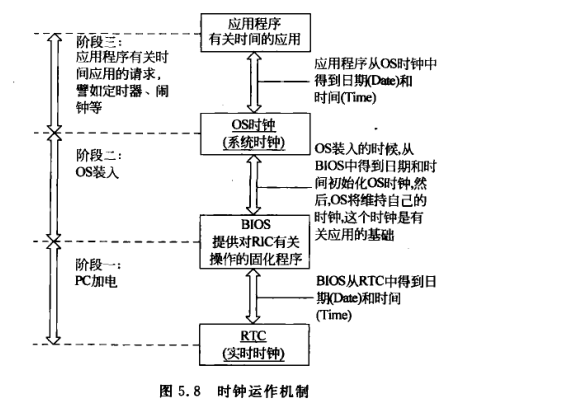 应用程序
有关时间的应用
阶段三:
应用程序有关时
间应用的请求,
譬如定时器、闹
钟等
应用程序从OS时钟中
得到日期(Date)和
时间(Time)
OS时钟
(系统时钟)
阶段二:
OS装入
OS装入的时候,从
BIOS中得到日期和时
间初始化OS时钟,然
后,OS将维持自己的
时钟,这个时钟是有
关应用的基础
BIOS
提供对RIC有关
操作的固化程序
阶段一:
PC加电
BIOS从RTC中得到日
期(Date)和时间
(Time)
RTC
(实时时钟)
图 5.8 时钟运作机制